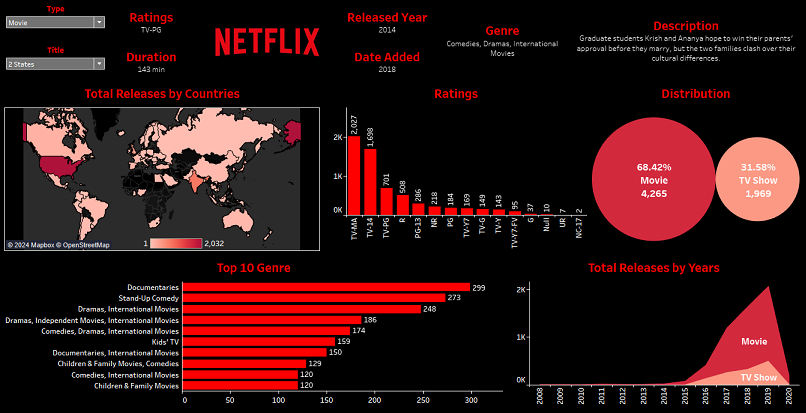 Type
Movie
Title
2 States
Ratings
TV-PG
Duration
143 min
NETFLIX
Released Year
2014
Date Added
2018
Genre
Comedies, Dramas, International
Movies
Description
Graduate students Krish and Ananya hope to win their parents'
approval before they marry, but the two families clash over their
cultural differences.
Total Releases by Countries
© 2024 Mapbox © OpenStreetMap
1
2,032
Ratings
2K
1K
0K
2,027
1,698
701
508
286
218
184
169
149
143
95
37
10
7
2
TV-MA
TV-14
TV-PG
R
PG-13
NR
PG
TV-Y7
TV-G
TV-Y
TV-Y7-FV
G
Null
UR
NC-17
Distribution
68.42%
Movie
4,265
31.58%
TV Show
1,969
Top 10 Genre
Documentaries 299
Stand-Up Comedy 273
Dramas, International Movies 248
Dramas, Independent Movies, International Movies 186
Comedies, Dramas, International Movies 174
Kids' TV 159
Documentaries, International Movies 150
Children & Family Movies, Comedies 129
Comedies, International Movies 120
Children & Family Movies 120
0 50 100 150 200 250 300
Total Releases by Years
2K
1K
0K
Movie
TV Show
2008
2009
2010
2011
2012
2013
2014
2015
2016
2017
2018
2019
2020